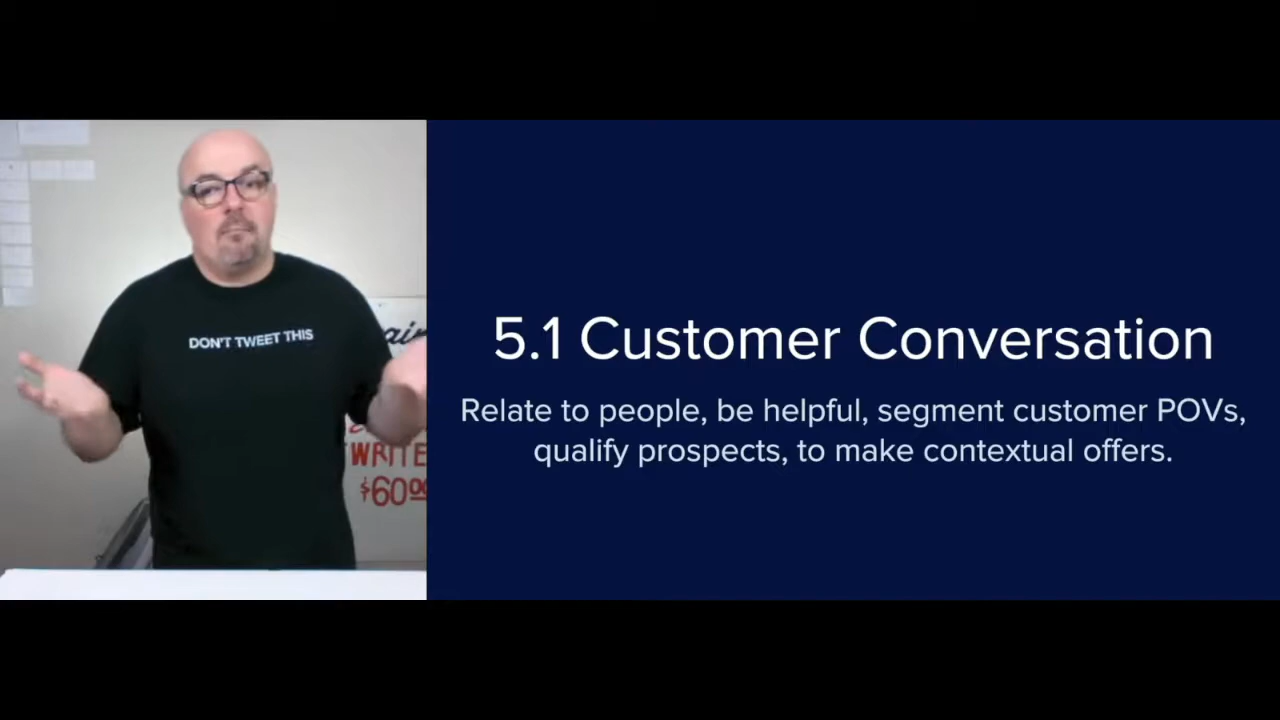 DON'T TWEET THIS
WRITE
$60.00
5.1 Customer Conversation
Relate to people, be helpful, segment customer POVs,
qualify prospects, to make contextual offers.